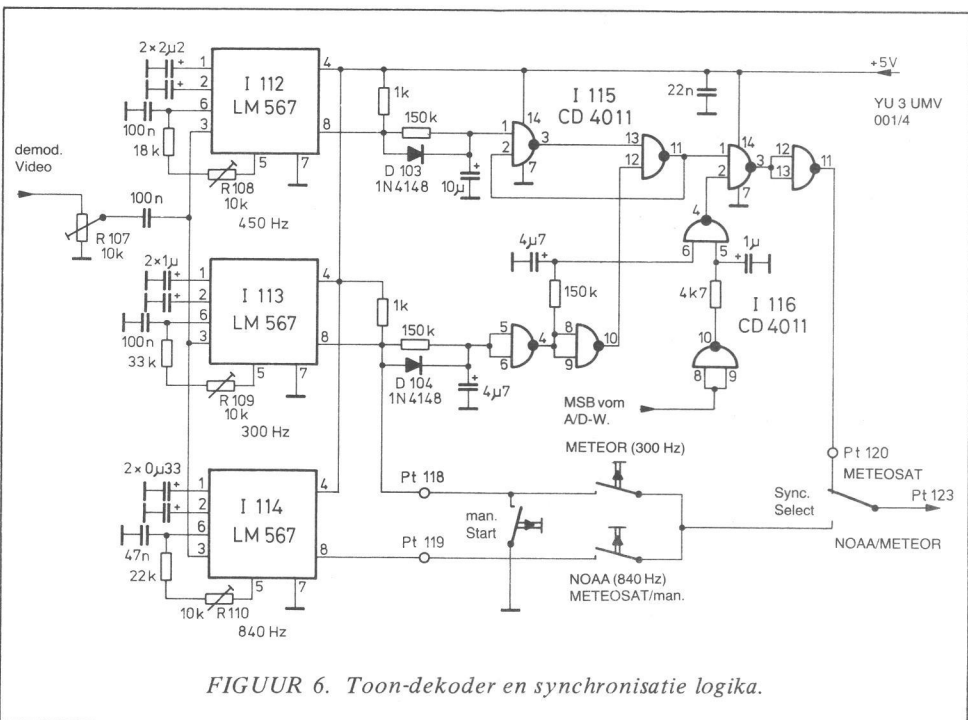 2×2µ2
1
2
6
3
4
8
5
7
I 112
LM 567
100n
18k
R108
10k
450 Hz
demod.
Video
R107
10k
100n
1k
150k
D 103
1N4148
10µ
I 115
CD 4011
14
1
2
3
7
13
12
11
22n
+5V
YU 3 UMV
001/4
14
1
2
3
7
12
13
11
4
6
5
1µ
4k7
I 116
CD 4011
10
8
9
MSB vom
A/D-W.
2×1µ
1
2
6
3
4
8
5
7
I 113
LM 567
100n
33k
R109
10k
300 Hz
1k
150k
D 104
1N4148
4µ7
4µ7
150k
5
6
4
8
9
10
2×0µ33
1
2
6
3
4
8
5
7
I 114
LM 567
47n
22k
10k
R110
840 Hz
Pt 118
Pt 119
man.
Start
METEOR (300 Hz)
NOAA (840 Hz)
METEOSAT/man.
Sync.
Select
Pt 120
METEOSAT
Pt 123
NOAA/METEOR
FIGUUR 6. Toon-dekoder en synchronisatie logika.